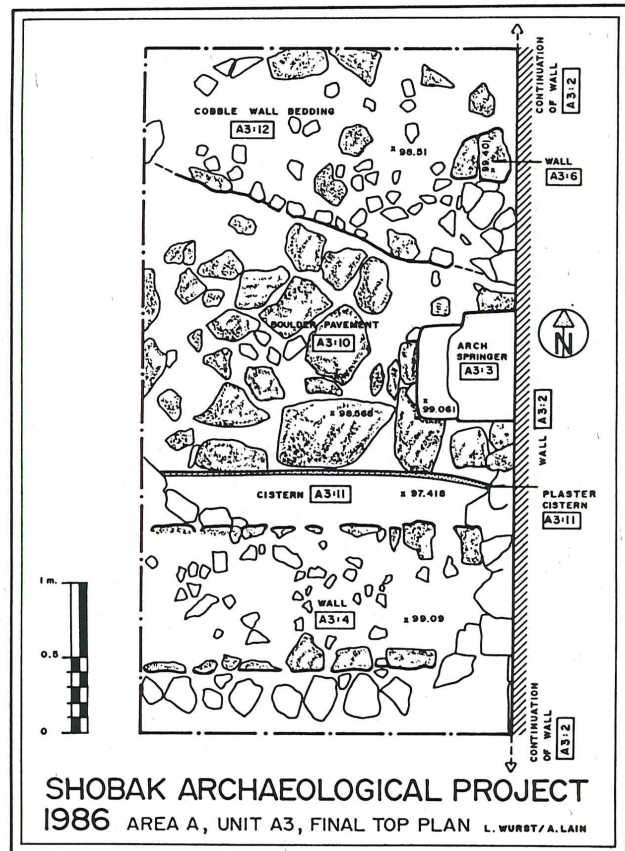 CONTINUATION
OF WALL
A3:2
COBBLE WALL BEDDING
A3:12
x 98.51
99.401
x
WALL
A3:6
BOULDER PAVEMENT
A3:10
ARCH
SPRINGER
A3:3
N
x 98.568
x 99.061
WALL
A3:2
CISTERN A3:11
x 97.418
PLASTER
CISTERN
A3:11
1 m.
WALL
A3:4
x 99.09
0.5
0
CONTINUATION
OF WALL
A3:2
SHOBAK ARCHAEOLOGICAL PROJECT
1986 AREA A, UNIT A3, FINAL TOP PLAN L. WURST/A. LAIN